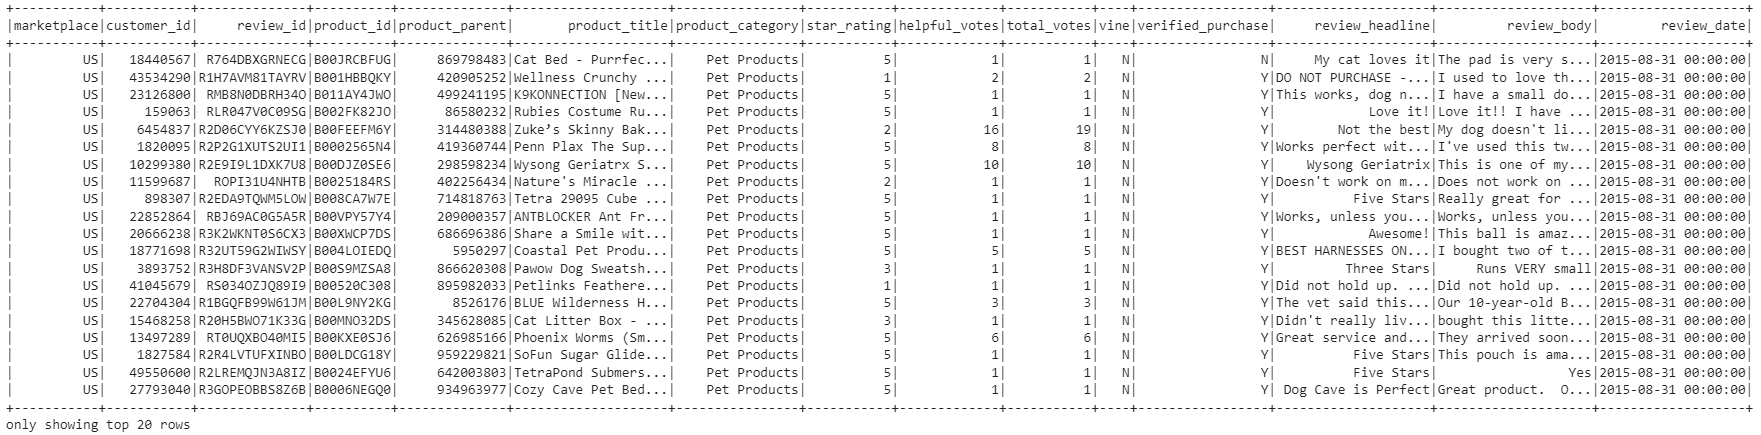 +-----------+-----------+--------------+----------+--------------+--------------------+----------------+-----------+-------------+-----------+----+-----------------+--------------------+--------------------+-------------------+
|marketplace|customer_id|     review_id|product_id|product_parent|       product_title|product_category|star_rating|helpful_votes|total_votes|vine|verified_purchase|     review_headline|         review_body|        review_date|
+-----------+-----------+--------------+----------+--------------+--------------------+----------------+-----------+-------------+-----------+----+-----------------+--------------------+--------------------+-------------------+
|         US|   18440567| R764DBXGRNECG|B00JRCBFUG|     869798483|Cat Bed - Purrfec...|    Pet Products|          5|            1|          1|   N|                N|     My cat loves it|The pad is very s...|2015-08-31 00:00:00|
|         US|   43534290|R1H7AVM81TAYRV|B001HBBQKY|     420905252|Wellness Crunchy ...|    Pet Products|          1|            2|          2|   N|                Y|DO NOT PURCHASE -...|I used to love th...|2015-08-31 00:00:00|
|         US|   23126800| RMB8N0DBRH34O|B011AY4JWO|     499241195|K9KONNECTION [New...|    Pet Products|          5|            1|          1|   N|                Y|This works, dog n...|I have a small do...|2015-08-31 00:00:00|
|         US|     159063| RLR047V0C09SG|B002FK82JO|      86580232|Rubies Costume Ru...|    Pet Products|          5|            1|          1|   N|                Y|            Love it!|Love it!! I have ...|2015-08-31 00:00:00|
|         US|    6454837|R2D06CYY6KZSJ0|B00FEEFM6Y|     314480388|Zuke’s Skinny Bak...|    Pet Products|          2|           16|         19|   N|                Y|        Not the best|My dog doesn't li...|2015-08-31 00:00:00|
|         US|    1820095|R2P2G1XUTS2UI1|B0002565N4|     419360744|Penn Plax The Sup...|    Pet Products|          5|            8|          8|   N|                Y|Works perfect wit...|I've used this tw...|2015-08-31 00:00:00|
|         US|   10299380|R2E9I9L1DXK7U8|B00DJZ0SE6|     298598234|Wysong Geriatrx S...|    Pet Products|          5|           10|         10|   N|                Y|   Wysong Geriatrix|This is one of my...|2015-08-31 00:00:00|
|         US|   11599687|  ROPI31U4NHTB|B0025184RS|     402256434|Nature's Miracle ...|    Pet Products|          2|            1|          1|   N|                Y|Doesn't work on m...|Does not work on ...|2015-08-31 00:00:00|
|         US|     898307|R2EDA9TQWM5LOW|B008CA7W7E|     714818763|Tetra 29095 Cube ...|    Pet Products|          5|            1|          1|   N|                Y|          Five Stars|Really great for ...|2015-08-31 00:00:00|
|         US|   22852864| RBJ69AC0G5A5R|B00VPY57Y4|     209000357|ANTBLOCKER Ant Fr...|    Pet Products|          5|            1|          1|   N|                Y|Works, unless you...|Works, unless you...|2015-08-31 00:00:00|
|         US|   20666238|R3K2WKNT0S6CX3|B00XWCP7DS|     686696386|Share a Smile wit...|    Pet Products|          5|            1|          1|   N|                Y|            Awesome!|This ball is amaz...|2015-08-31 00:00:00|
|         US|   18771698|R32UT59G2WIWSY|B004LOIEDQ|       5950297|Coastal Pet Produ...|    Pet Products|          5|            5|          5|   N|                Y|BEST HARNESSES ON...|I bought two of t...|2015-08-31 00:00:00|
|         US|    3893752|R3H8DF3VANSV2P|B00S9MZSA8|     866620308|Pawow Dog Sweatsh...|    Pet Products|          3|            1|          1|   N|                Y|         Three Stars|     Runs VERY small|2015-08-31 00:00:00|
|         US|   41045679| RS034OZJQ89I9|B00520C308|     895982033|Petlinks Feathere...|    Pet Products|          1|            1|          1|   N|                Y|Did not hold up. ...|Did not hold up. ...|2015-08-31 00:00:00|
|         US|   22704304|R1BGQFB99W61JM|B00L9NY2KG|       8526176|BLUE Wilderness H...|    Pet Products|          5|            3|          3|   N|                Y|The vet said this...|Our 10-year-old B...|2015-08-31 00:00:00|
|         US|   15468258|R20H5BWO71K33G|B00MNO32DS|     345628085|Cat Litter Box - ...|    Pet Products|          3|            1|          1|   N|                Y|Didn't really liv...|bought this litte...|2015-08-31 00:00:00|
|         US|   13497289| RT0UQXBO40MI5|B00KXE0SJ6|     626985166|Phoenix Worms (Sm...|    Pet Products|          5|            6|          6|   N|                Y|Great service and...|They arrived soon...|2015-08-31 00:00:00|
|         US|    1827584|R2R4LVTUFXINBO|B00LDCG18Y|     959229821|SoFun Sugar Glide...|    Pet Products|          5|            1|          1|   N|                Y|          Five Stars|This pouch is ama...|2015-08-31 00:00:00|
|         US|   49550600|R2LREMQJN3A8IZ|B0024EFYU6|     642003803|TetraPond Submers...|    Pet Products|          5|            1|          1|   N|                Y|          Five Stars|                 Yes|2015-08-31 00:00:00|
|         US|   27793040|R3GOPEOBBS8Z6B|B0006NEGQ0|     934963977|Cozy Cave Pet Bed...|    Pet Products|          5|            1|          1|   N|                Y| Dog Cave is Perfect|Great product.  O...|2015-08-31 00:00:00|
+-----------+-----------+--------------+----------+--------------+--------------------+----------------+-----------+-------------+-----------+----+-----------------+--------------------+--------------------+-------------------+
only showing top 20 rows